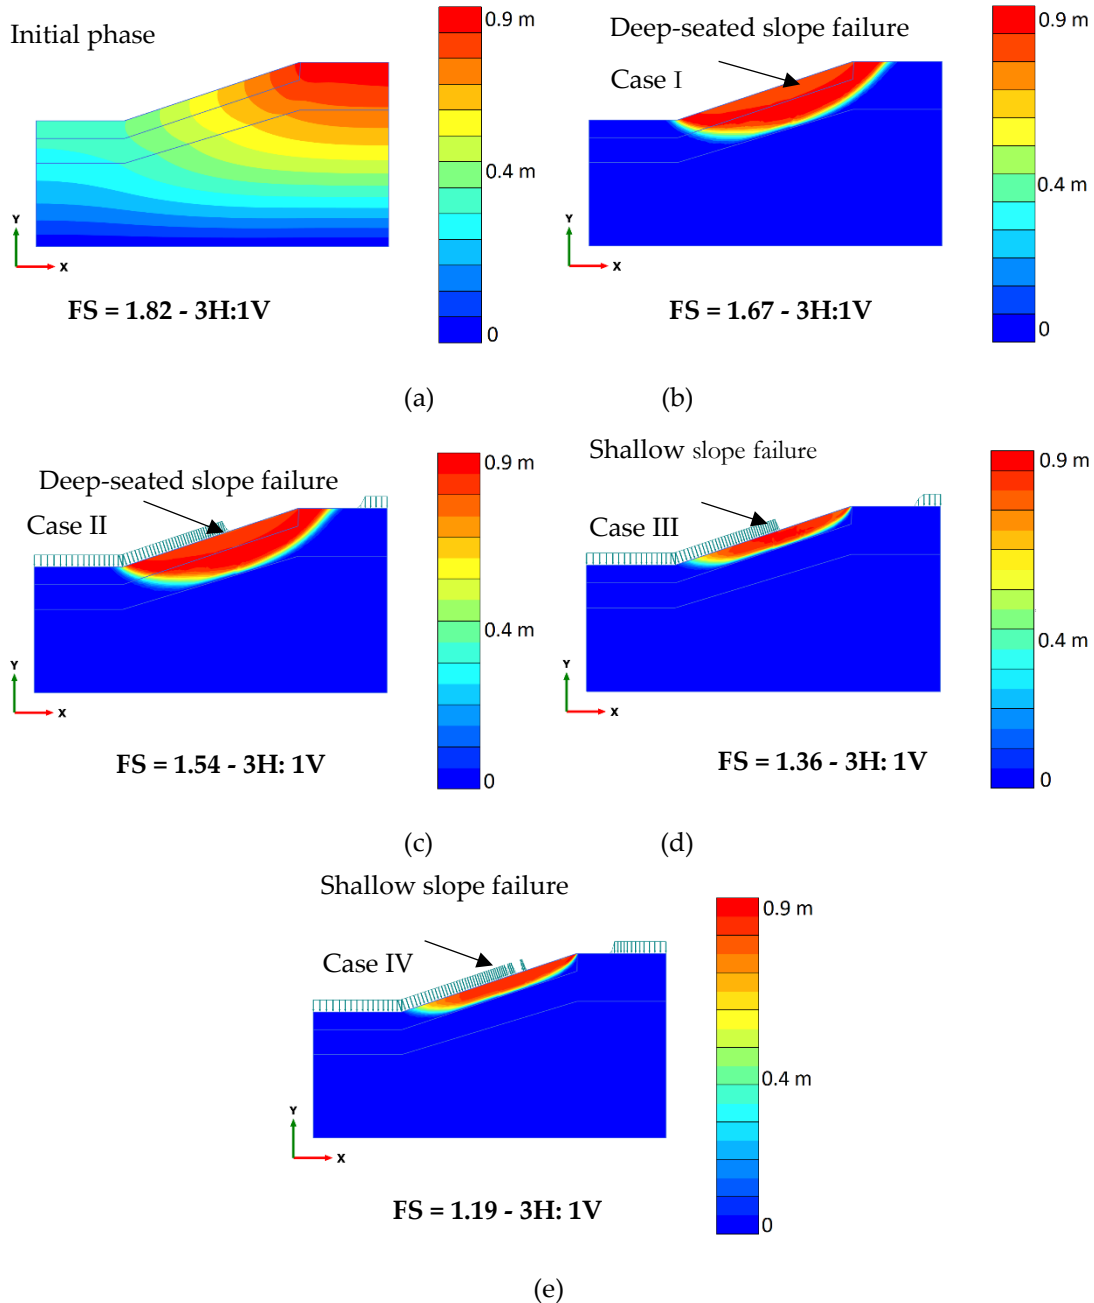 Initial phase
0.9 m
0.4 m
0
Y
X
FS = 1.82 - 3H:1V
(a)
Deep-seated slope failure
Case I
0.9 m
0.4 m
0
Y
X
FS = 1.67 - 3H:1V
(b)
Deep-seated slope failure
Case II
0.9 m
0.4 m
0
Y
X
FS = 1.54 - 3H: 1V
(c)
Shallow slope failure
Case III
0.9 m
0.4 m
0
Y
X
FS = 1.36 - 3H: 1V
(d)
Shallow slope failure
Case IV
0.9 m
0.4 m
0
Y
X
FS = 1.19 - 3H: 1V
(e)